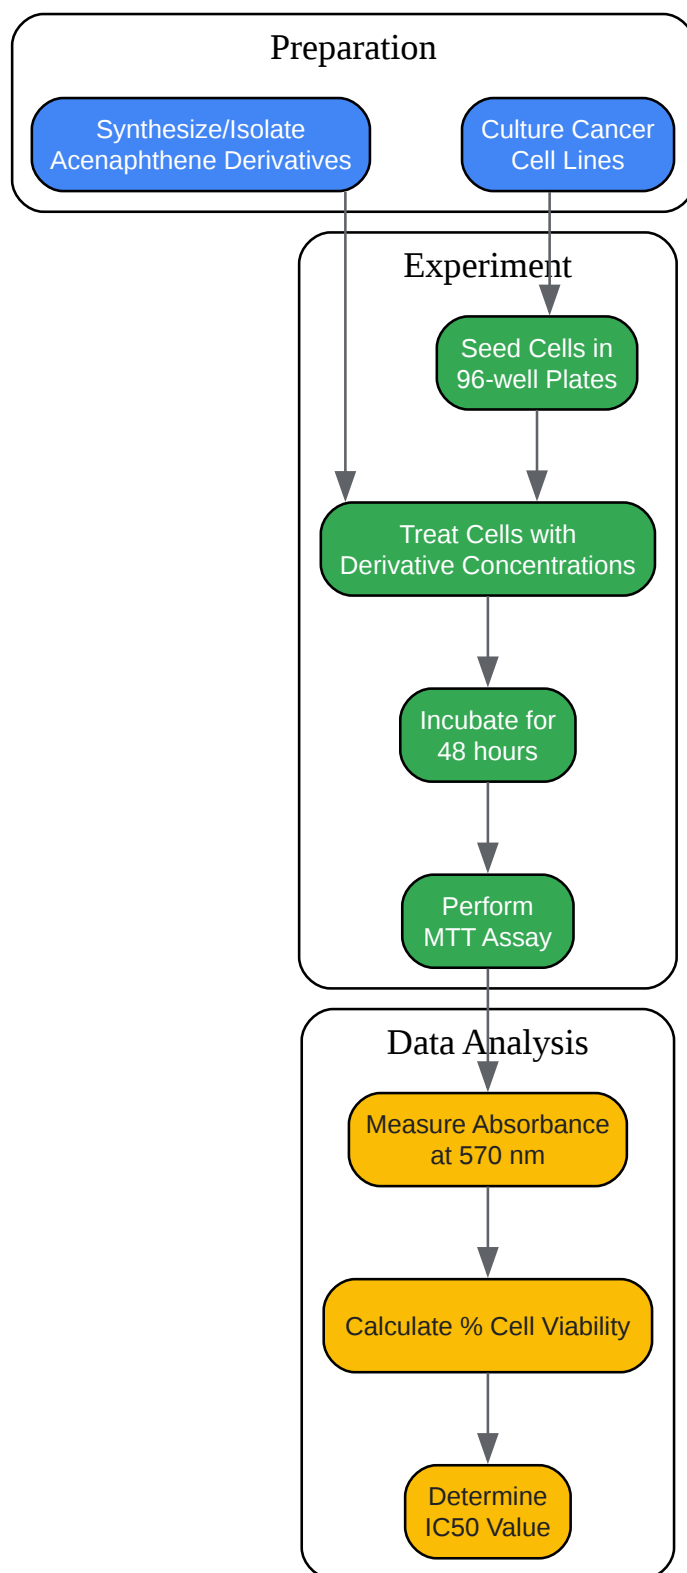 Preparation
Synthesize/Isolate
Acenaphthene Derivatives
Culture Cancer
Cell Lines
Experiment
Seed Cells in
96-well Plates
Treat Cells with
Derivative Concentrations
Incubate for
48 hours
Perform
MTT Assay
Data Analysis
Measure Absorbance
at 570 nm
Calculate % Cell Viability
Determine
IC50 Value